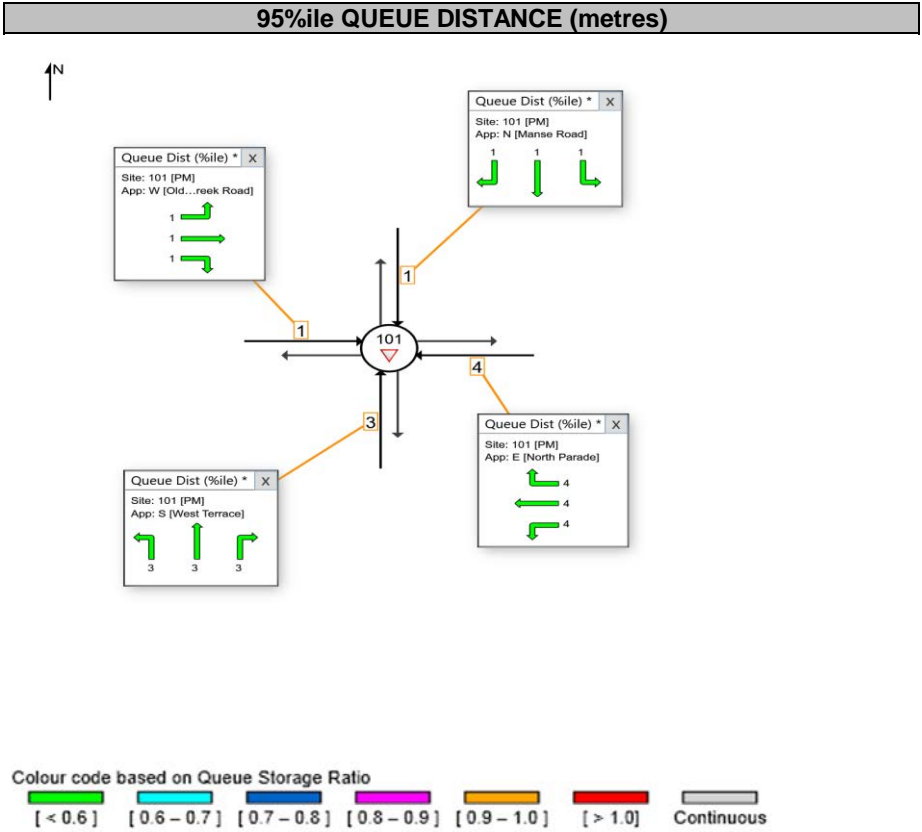 95%ile QUEUE DISTANCE (metres)
N
Queue Dist (%ile) * X
Site: 101 [PM]
App: N [Manse Road]
1 1 1
Queue Dist (%ile) * X
Site: 101 [PM]
App: W [Old...reek Road]
1
1
1
1
1
101
4
3
Queue Dist (%ile) * X
Site: 101 [PM]
App: E [North Parade]
4
4
4
Queue Dist (%ile) * X
Site: 101 [PM]
App: S [West Terrace]
3 3 3
Colour code based on Queue Storage Ratio
[ < 0.6 ] [ 0.6 – 0.7 ] [ 0.7 – 0.8 ] [ 0.8 – 0.9 ] [ 0.9 – 1.0 ] [ > 1.0] Continuous